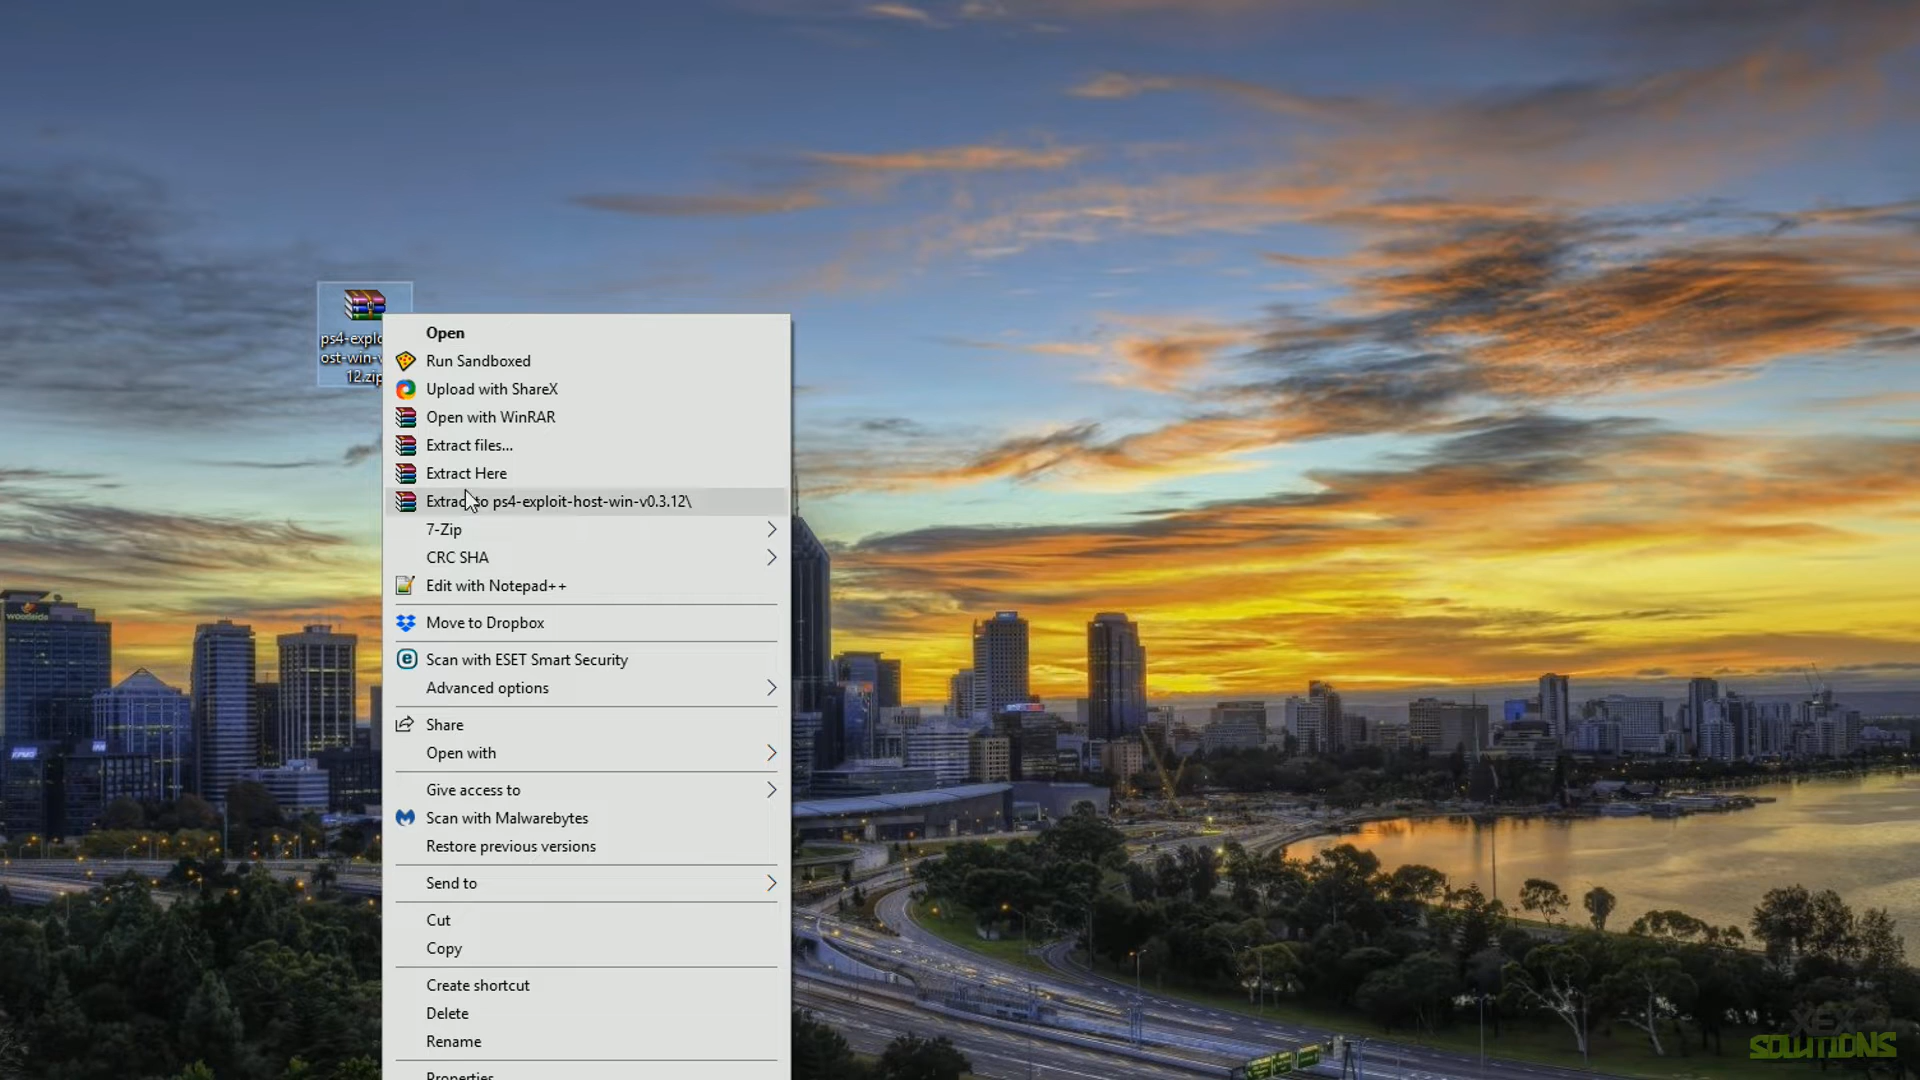 ps4-explo
ost-win-v
12.zip
Open
Run Sandboxed
Upload with ShareX
Open with WinRAR
Extract files...
Extract Here
Extract to ps4-exploit-host-win-v0.3.12\
7-Zip
CRC SHA
Edit with Notepad++
Move to Dropbox
Scan with ESET Smart Security
Advanced options
Share
Open with
Give access to
Scan with Malwarebytes
Restore previous versions
Send to
Cut
Copy
Create shortcut
Delete
Rename
Properties
woodside
KPMG
XEX
SOLUTIONS